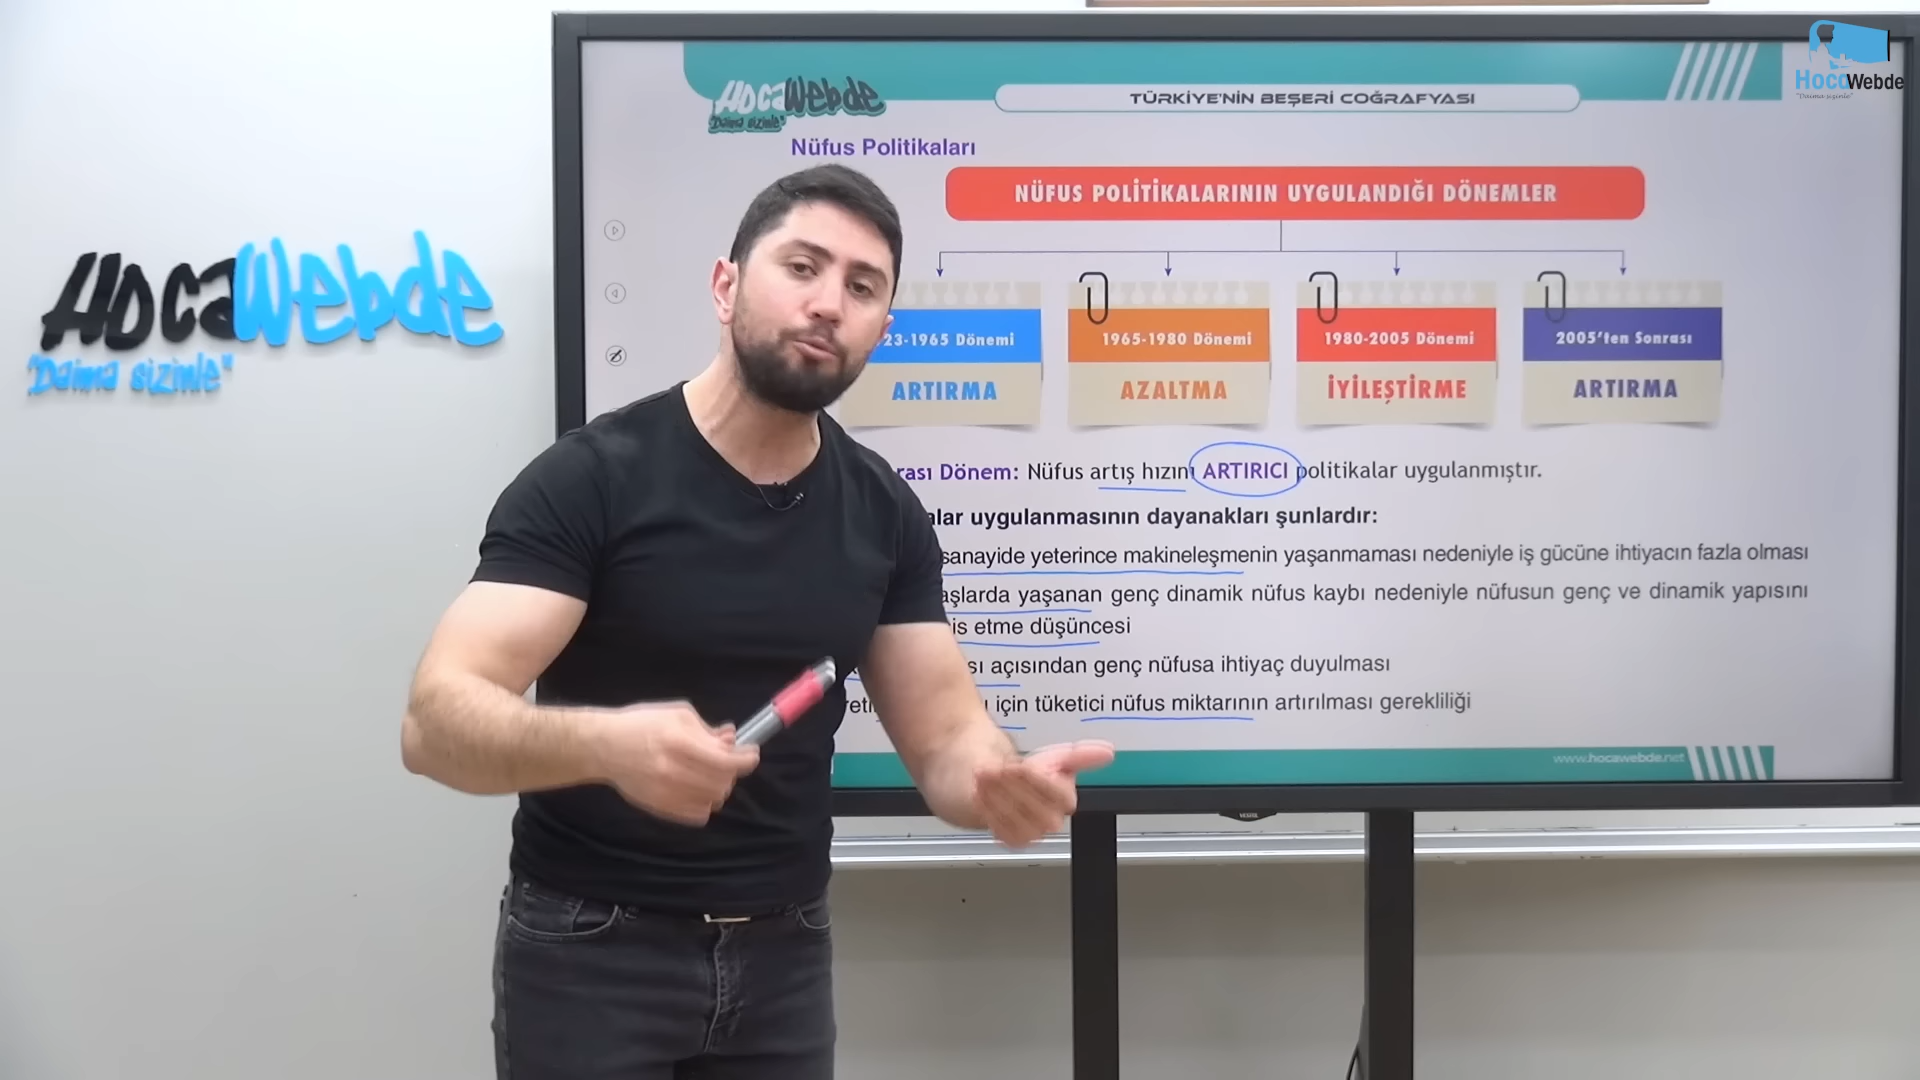 HocaWebde
"Daima sizinle"
HocaWebde
"Daima sizinle"
HocaWebde
"Daima sizinle"
TÜRKİYE'NİN BEŞERİ COĞRAFYASI
Nüfus Politikaları
NÜFUS POLİTİKALARININ UYGULANDIĞI DÖNEMLER
23-1965 Dönemi
ARTIRMA
1965-1980 Dönemi
AZALTMA
1980-2005 Dönemi
İYİLEŞTİRME
2005'ten Sonrası
ARTIRMA
rası Dönem: Nüfus artış hızını ARTIRICI politikalar uygulanmıştır.
alar uygulanmasının dayanakları şunlardır:
sanayide yeterince makineleşmenin yaşanmaması nedeniyle iş gücüne ihtiyacın fazla olması
aşlarda yaşanan genç dinamik nüfus kaybı nedeniyle nüfusun genç ve dinamik yapısını
is etme düşüncesi
sı açısından genç nüfusa ihtiyaç duyulması
için tüketici nüfus miktarının artırılması gerekliliği
www.hocawebde.net